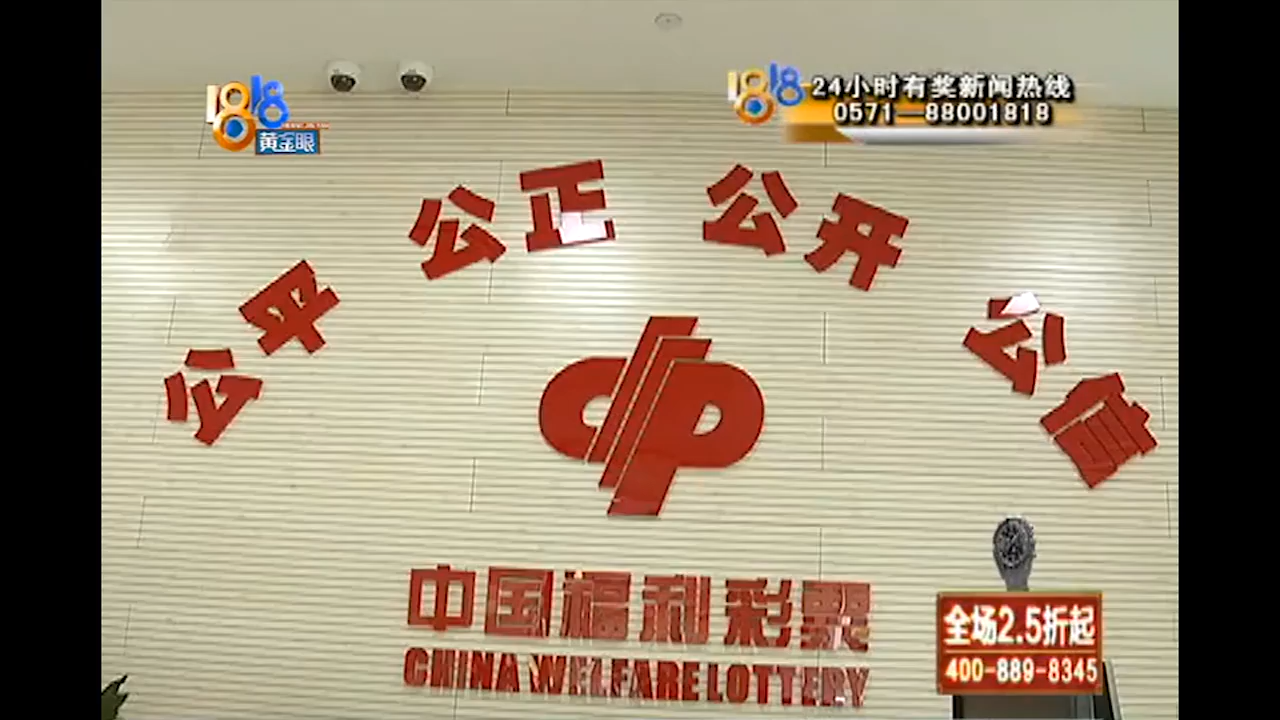 1818
黄金眼
1818
24小时有奖新闻热线
0571—88001818
公平 公正 公开 公信
中国福利彩票
CHINA WELFARE LOTTERY
全场2.5折起
400-889-8345